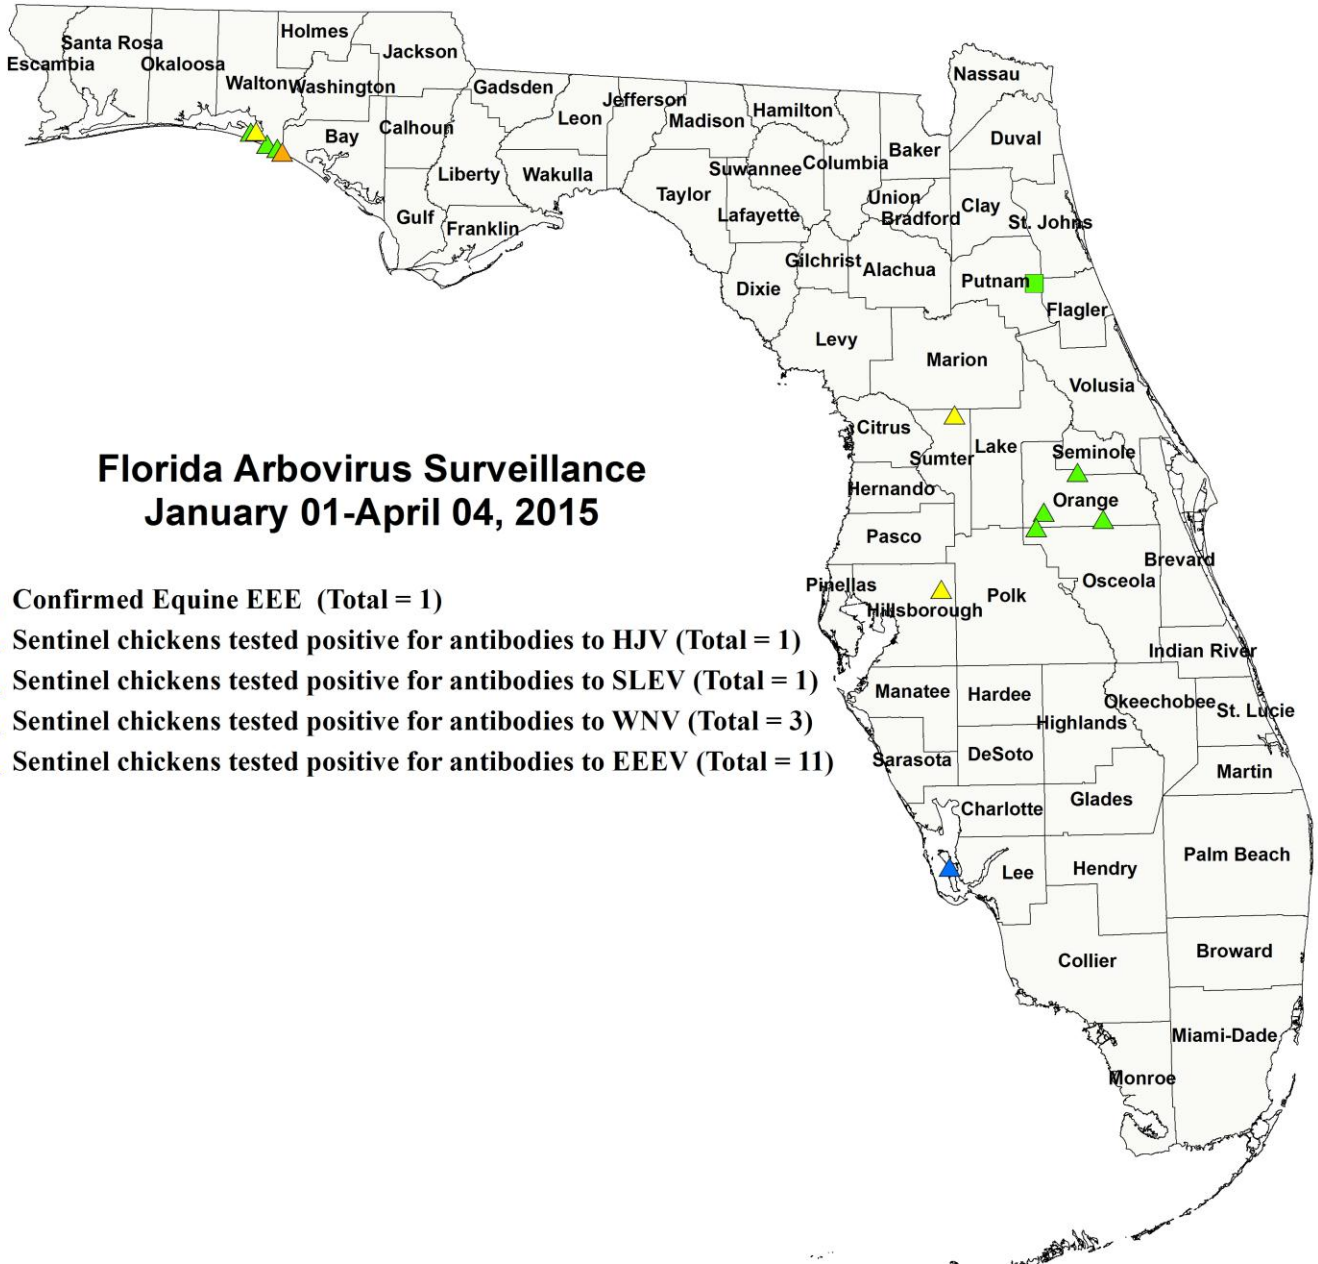 Holmes
Santa Rosa
Jackson
Escambia
Okaloosa
Walton
Washington
Gadsden
Nassau
Jefferson
Hamilton
Leon
Madison
Bay
Calhoun
Duval
Baker
Suwannee
Columbia
Liberty
Wakulla
Taylor
Union
Clay
Lafayette
Bradford
Gulf
Franklin
St. Johns
Gilchrist
Alachua
Dixie
Putnam
Flagler
Levy
Marion
Volusia
Citrus
Lake
Seminole
Sumter
Florida Arbovirus Surveillance
January 01-April 04, 2015
Hernando
Orange
Pasco
Brevard
Pinellas
Osceola
Polk
Hillsborough
Confirmed Equine EEE (Total = 1)
Sentinel chickens tested positive for antibodies to HJV (Total = 1)
Sentinel chickens tested positive for antibodies to SLEV (Total = 1)
Sentinel chickens tested positive for antibodies to WNV (Total = 3)
Sentinel chickens tested positive for antibodies to EEEV (Total = 11)
Indian River
Manatee
Hardee
Okeechobee
St. Lucie
Highlands
Sarasota
DeSoto
Martin
Charlotte
Glades
Palm Beach
Lee
Hendry
Broward
Collier
Miami-Dade
Monroe